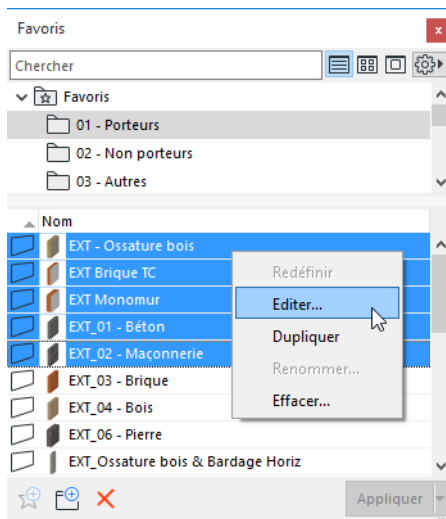 Favoris
x
Chercher
Favoris
01 - Porteurs
02 - Non porteurs
03 - Autres
Nom
EXT - Ossature bois
EXT Brique TC
EXT Monomur
EXT_01 - Béton
EXT_02 - Maçonnerie
EXT_03 - Brique
EXT_04 - Bois
EXT_06 - Pierre
EXT_Ossature bois & Bardage Horiz
Redéfinir
Editer...
Dupliquer
Renommer...
Effacer...
Appliquer